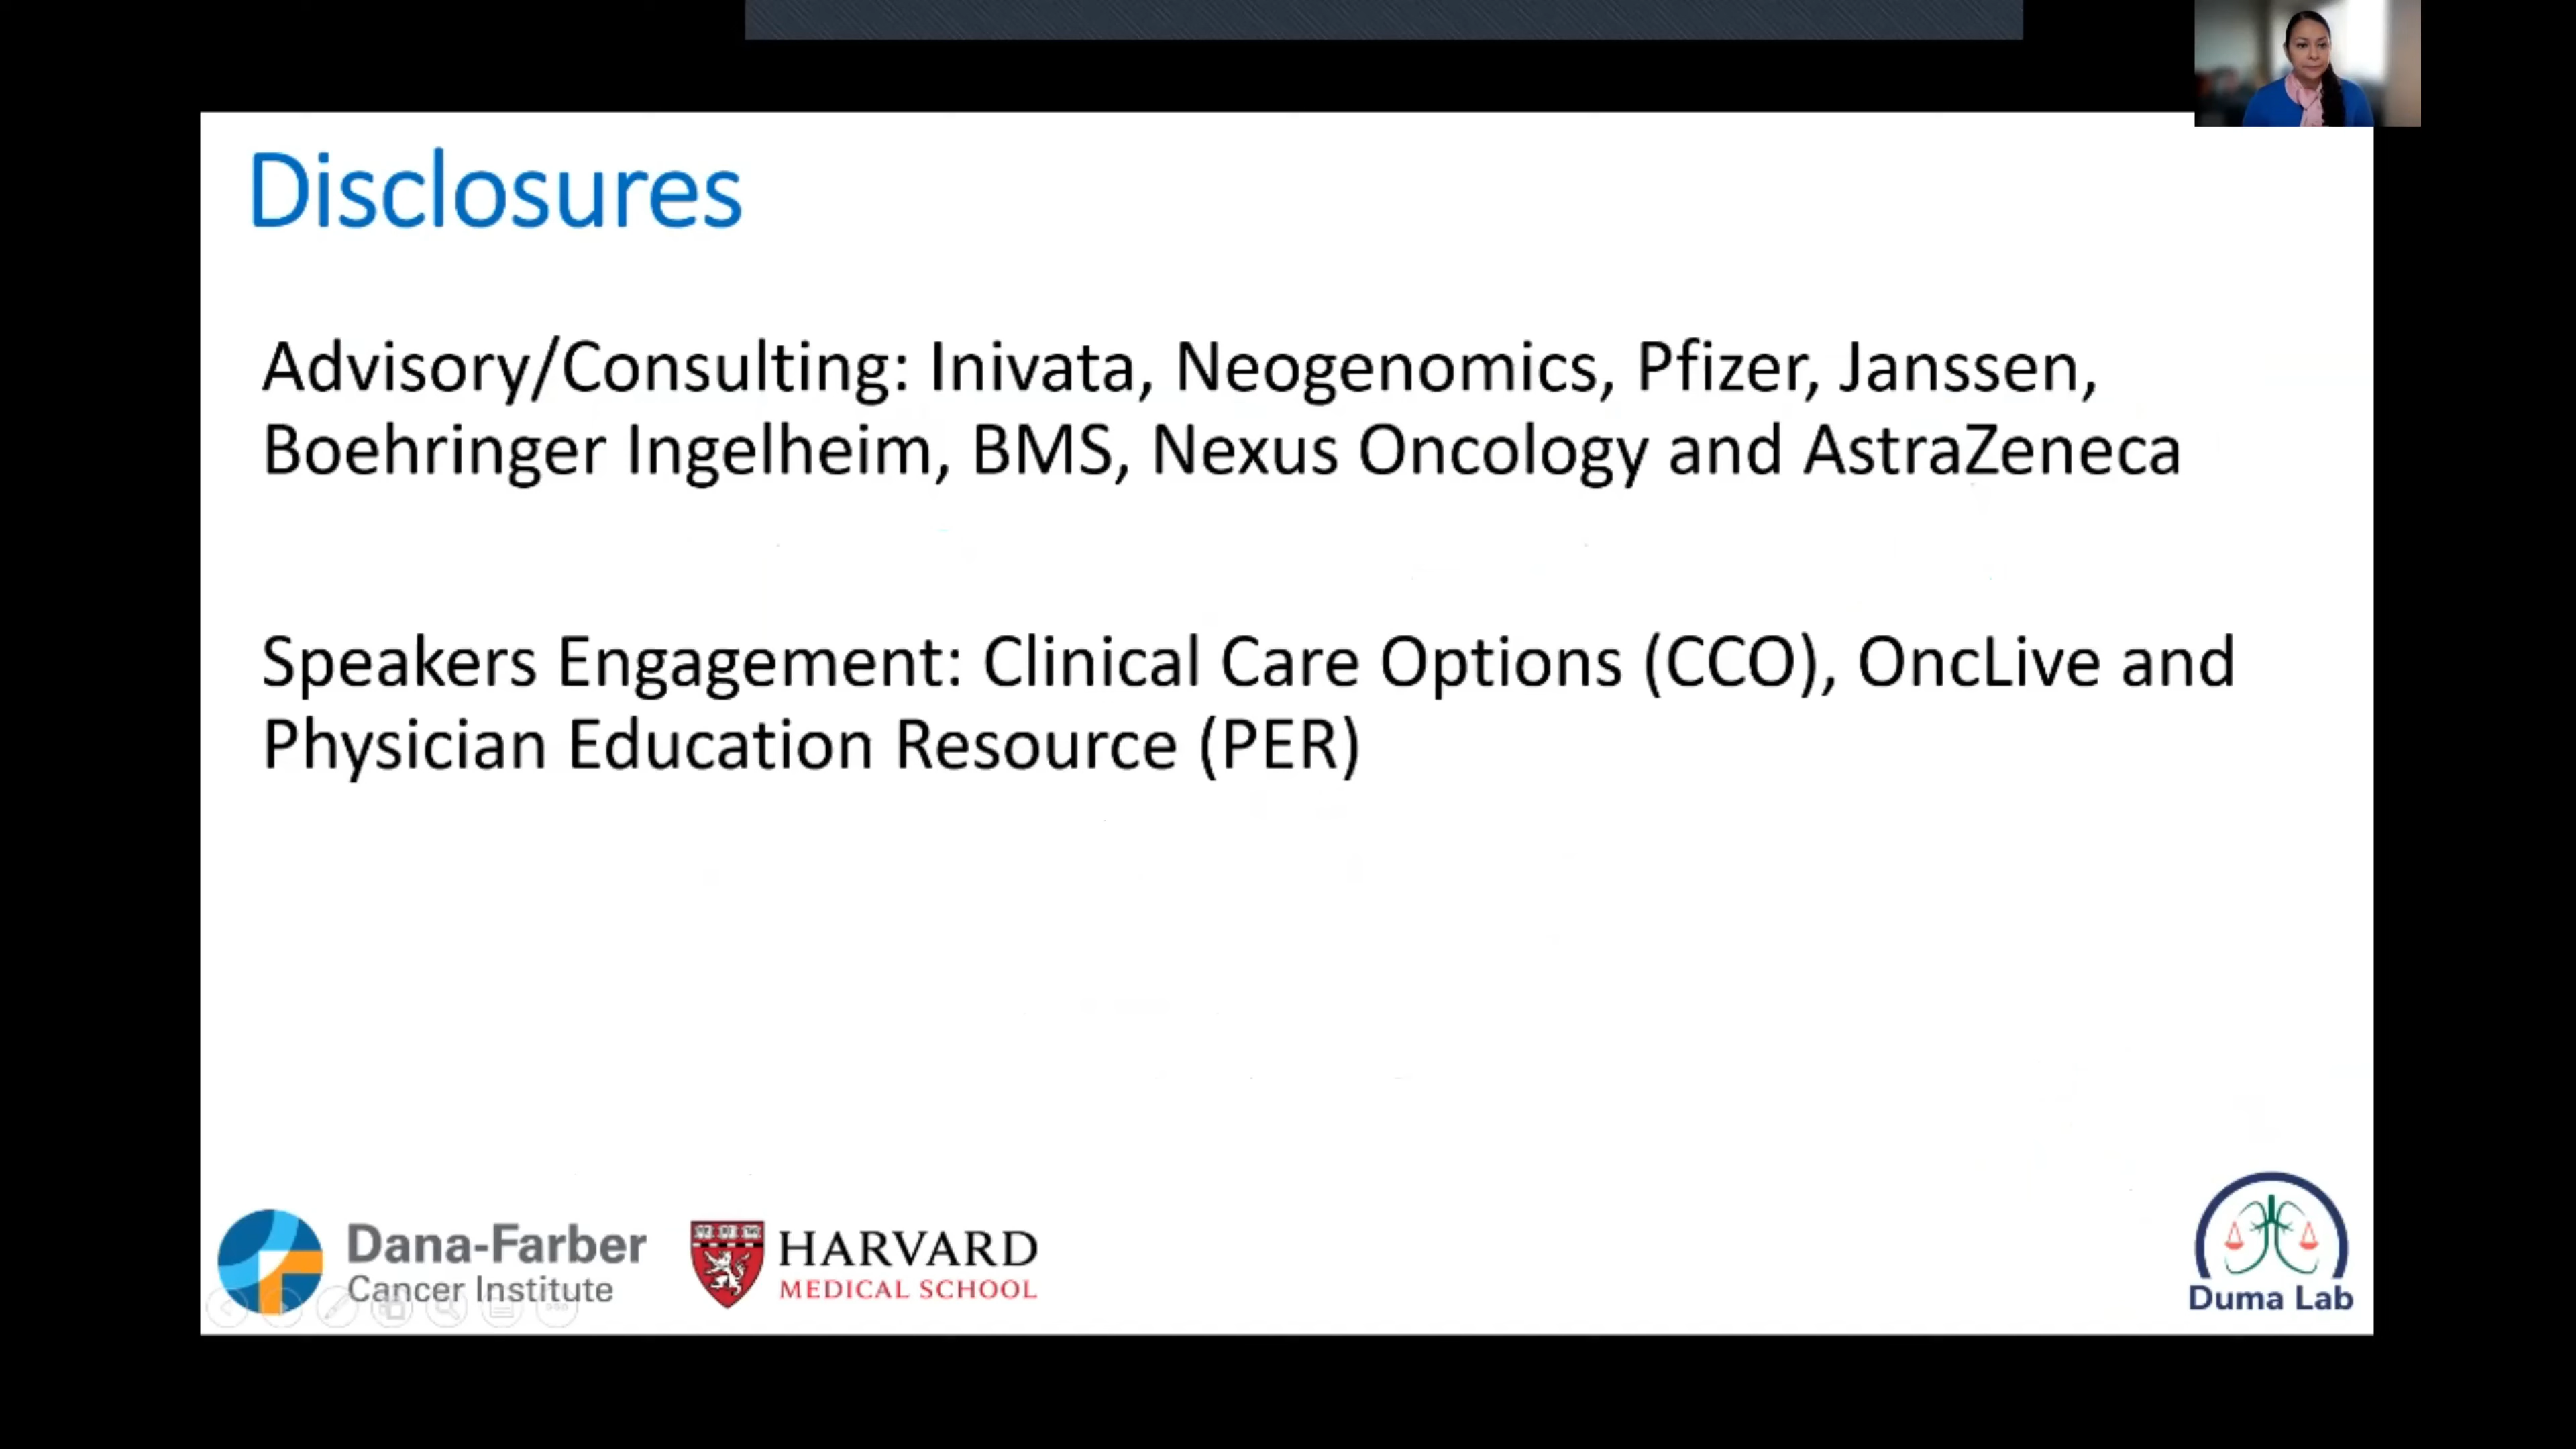 Disclosures
Advisory/Consulting: Inivata, Neogenomics, Pfizer, Janssen,
Boehringer Ingelheim, BMS, Nexus Oncology and AstraZeneca
Speakers Engagement: Clinical Care Options (CCO), OncLive and
Physician Education Resource (PER)
Dana-Farber
Cancer Institute
HARVARD
MEDICAL SCHOOL
Duma Lab